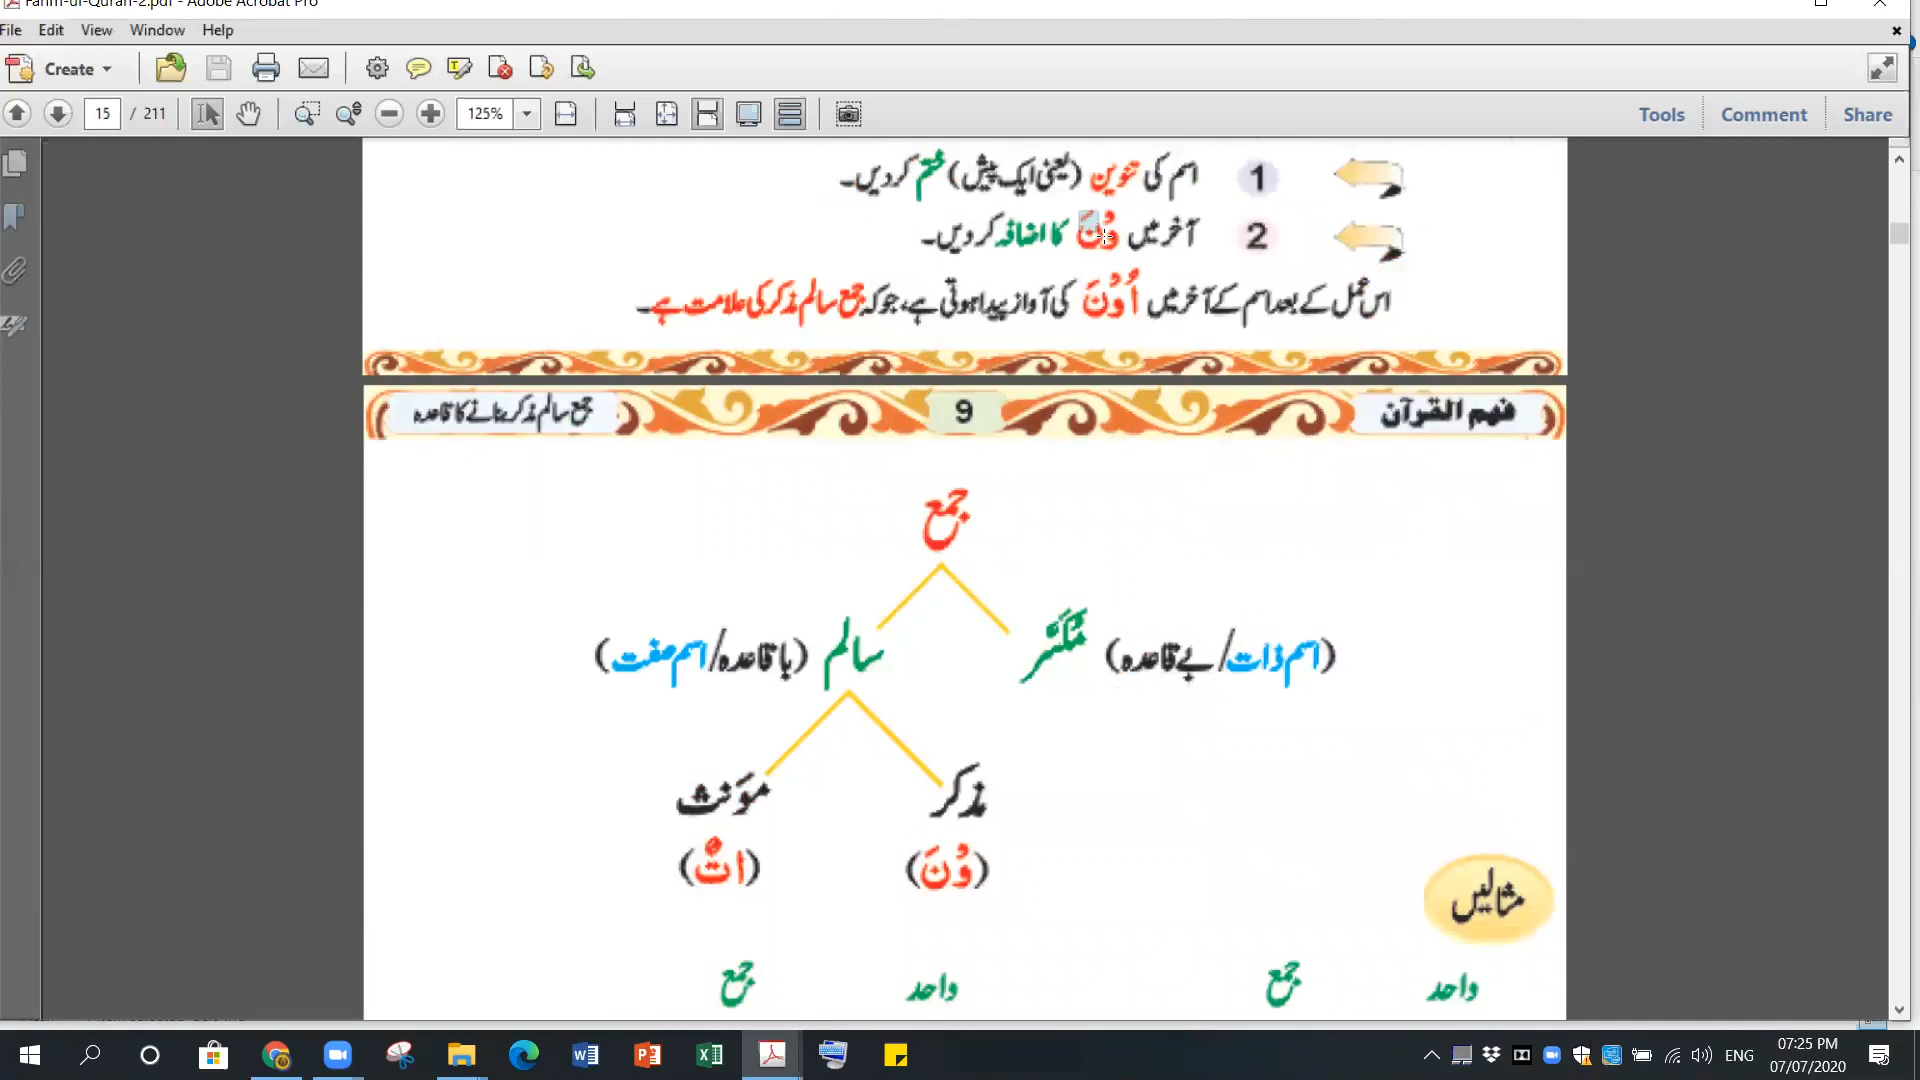 Fahm-ul-Quran-2.pdf - Adobe Acrobat Pro
File Edit View Window Help
Create
15 / 211 125% Tools Comment Share
1 اسم کی تنوین (یعنی ایک پیش) ختم کردیں۔
2 آخر میں وْنَ کا اضافہ کردیں۔
اس عمل کے بعد اسم کے آخر میں اُوْنَ کی آواز پیدا ہوتی ہے، جو کہ جمع سالم مذکر کی علامت ہے۔
فہم القرآن 9 جمع سالم مذکر بنانے کا قاعدہ
جمع
(اسم ذات/بے قاعدہ) مُکَسَّر سالم (باقاعدہ/اسم صفت)
مذکر مؤنث
(وْنَ) (اتٌ)
مثالیں
واحد جمع واحد جمع
ENG
07:25 PM
07/07/2020